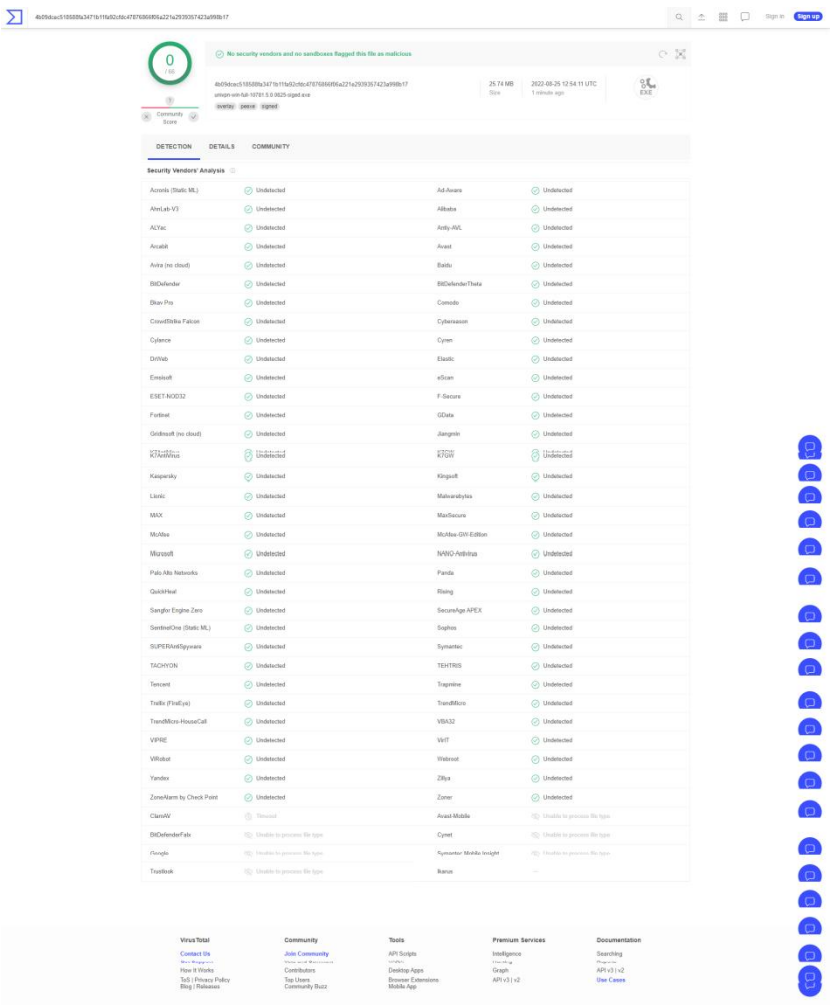 Sign in Sign up
0
/ 66
No security vendors and no sandboxes flagged this file as malicious
25.74 MB
Size
2022-08-25 12:54:11 UTC
1 minute ago
EXE
overlay peexe signed
Community
Score
DETECTION DETAILS COMMUNITY
Security Vendors' Analysis
Acronis (Static ML) Undetected Ad-Aware Undetected
AhnLab-V3 Undetected Alibaba Undetected
ALYac Undetected Antiy-AVL Undetected
Arcabit Undetected Avast Undetected
Avira (no cloud) Undetected Baidu Undetected
BitDefender Undetected BitDefenderTheta Undetected
Bkav Pro Undetected Comodo Undetected
CrowdStrike Falcon Undetected Cybereason Undetected
Cylance Undetected Cyren Undetected
DrWeb Undetected Elastic Undetected
Emsisoft Undetected eScan Undetected
ESET-NOD32 Undetected F-Secure Undetected
Fortinet Undetected GData Undetected
Gridinsoft (no cloud) Undetected Jiangmin Undetected
K7AntiVirus Undetected K7GW Undetected
Kaspersky Undetected Kingsoft Undetected
Lionic Undetected Malwarebytes Undetected
MAX Undetected MaxSecure Undetected
McAfee Undetected McAfee-GW-Edition Undetected
Microsoft Undetected NANO-Antivirus Undetected
Palo Alto Networks Undetected Panda Undetected
QuickHeal Undetected Rising Undetected
Sangfor Engine Zero Undetected SecureAge APEX Undetected
SentinelOne (Static ML) Undetected Sophos Undetected
SUPERAntiSpyware Undetected Symantec Undetected
TACHYON Undetected TEHTRIS Undetected
Tencent Undetected Trapmine Undetected
Trellix (FireEye) Undetected TrendMicro Undetected
TrendMicro-HouseCall Undetected VBA32 Undetected
VIPRE Undetected VirIT Undetected
ViRobot Undetected Webroot Undetected
Yandex Undetected Zillya Undetected
ZoneAlarm by Check Point Undetected Zoner Undetected
ClamAV Timeout Avast-Mobile Unable to process file type
BitDefenderFalx Unable to process file type Cynet Unable to process file type
Google Unable to process file type Symantec Mobile Insight Unable to process file type
Trustlook Unable to process file type Ikarus
VirusTotal Community Tools Premium Services Documentation
Contact Us Join Community API Scripts Intelligence Searching
How It Works Contributors Desktop Apps Graph API v3 | v2
ToS | Privacy Policy Top Users Browser Extensions API v3 | v2 Use Cases
Blog | Releases Community Buzz Mobile App